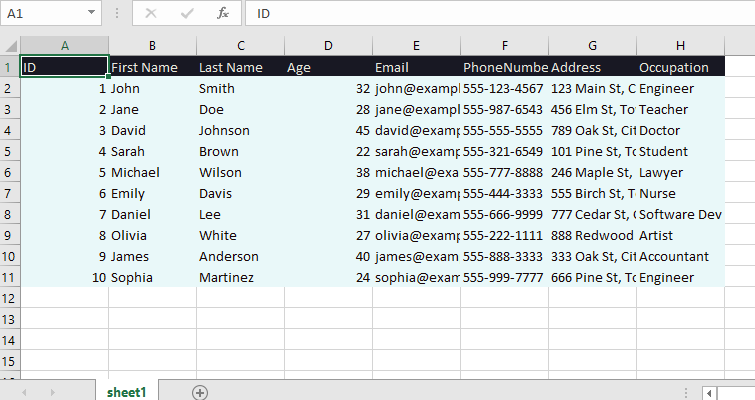 A1 fx ID
A B C D E F G H
1 ID First Name Last Name Age Email PhoneNumbe Address Occupation
2 1 John Smith 32 john@exampl 555-123-4567 123 Main St, C Engineer
3 2 Jane Doe 28 jane@exampl 555-987-6543 456 Elm St, To Teacher
4 3 David Johnson 45 david@examp 555-555-5555 789 Oak St, Cit Doctor
5 4 Sarah Brown 22 sarah@examp 555-321-6549 101 Pine St, To Student
6 5 Michael Wilson 38 michael@exa 555-777-8888 246 Maple St, Lawyer
7 6 Emily Davis 29 emily@examp 555-444-3333 555 Birch St, T Nurse
8 7 Daniel Lee 31 daniel@exam 555-666-9999 777 Cedar St, Software Dev
9 8 Olivia White 27 olivia@exam 555-222-1111 888 Redwood Artist
10 9 James Anderson 40 james@exam 555-888-3333 333 Oak St, Cit Accountant
11 10 Sophia Martinez 24 sophia@exam 555-999-7777 666 Pine St, To Engineer
12
13
14
15
sheet1